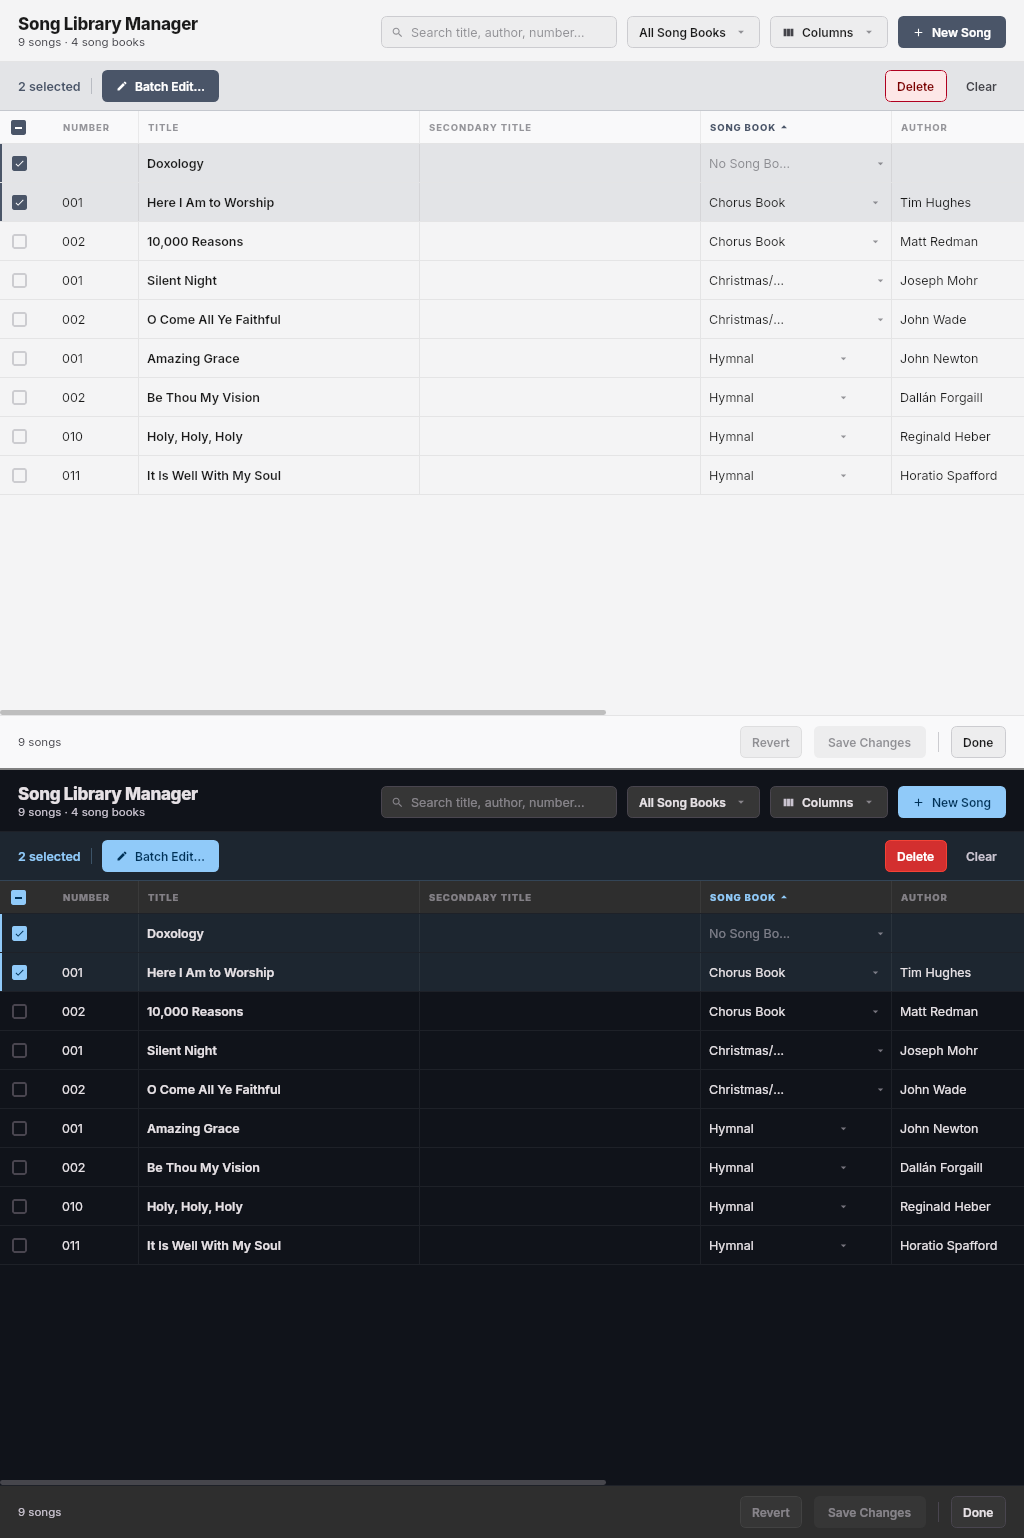 Song Library Manager
9 songs · 4 song books
Search title, author, number...
All Song Books
Columns
New Song
2 selected
Batch Edit...
Delete
Clear
NUMBER TITLE SECONDARY TITLE SONG BOOK AUTHOR
Doxology No Song Bo...
001 Here I Am to Worship Chorus Book Tim Hughes
002 10,000 Reasons Chorus Book Matt Redman
001 Silent Night Christmas/... Joseph Mohr
002 O Come All Ye Faithful Christmas/... John Wade
001 Amazing Grace Hymnal John Newton
002 Be Thou My Vision Hymnal Dallán Forgaill
010 Holy, Holy, Holy Hymnal Reginald Heber
011 It Is Well With My Soul Hymnal Horatio Spafford
9 songs
Revert
Save Changes
Done
Song Library Manager
9 songs · 4 song books
Search title, author, number...
All Song Books
Columns
New Song
2 selected
Batch Edit...
Delete
Clear
NUMBER TITLE SECONDARY TITLE SONG BOOK AUTHOR
Doxology No Song Bo...
001 Here I Am to Worship Chorus Book Tim Hughes
002 10,000 Reasons Chorus Book Matt Redman
001 Silent Night Christmas/... Joseph Mohr
002 O Come All Ye Faithful Christmas/... John Wade
001 Amazing Grace Hymnal John Newton
002 Be Thou My Vision Hymnal Dallán Forgaill
010 Holy, Holy, Holy Hymnal Reginald Heber
011 It Is Well With My Soul Hymnal Horatio Spafford
9 songs
Revert
Save Changes
Done